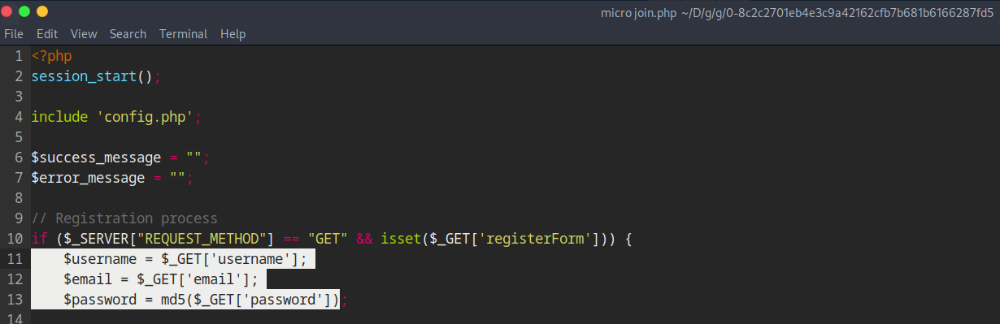 micro join.php ~/D/g/g/0-8c2c2701eb4e3c9a42162cfb7b681b6166287fd5
File Edit View Search Terminal Help
1 <?php
2 session_start();
3
4 include 'config.php';
5
6 $success_message = "";
7 $error_message = "";
8
9 // Registration process
10 if ($_SERVER["REQUEST_METHOD"] == "GET" && isset($_GET['registerForm'])) {
11     $username = $_GET['username'];
12     $email = $_GET['email'];
13     $password = md5($_GET['password']);
14